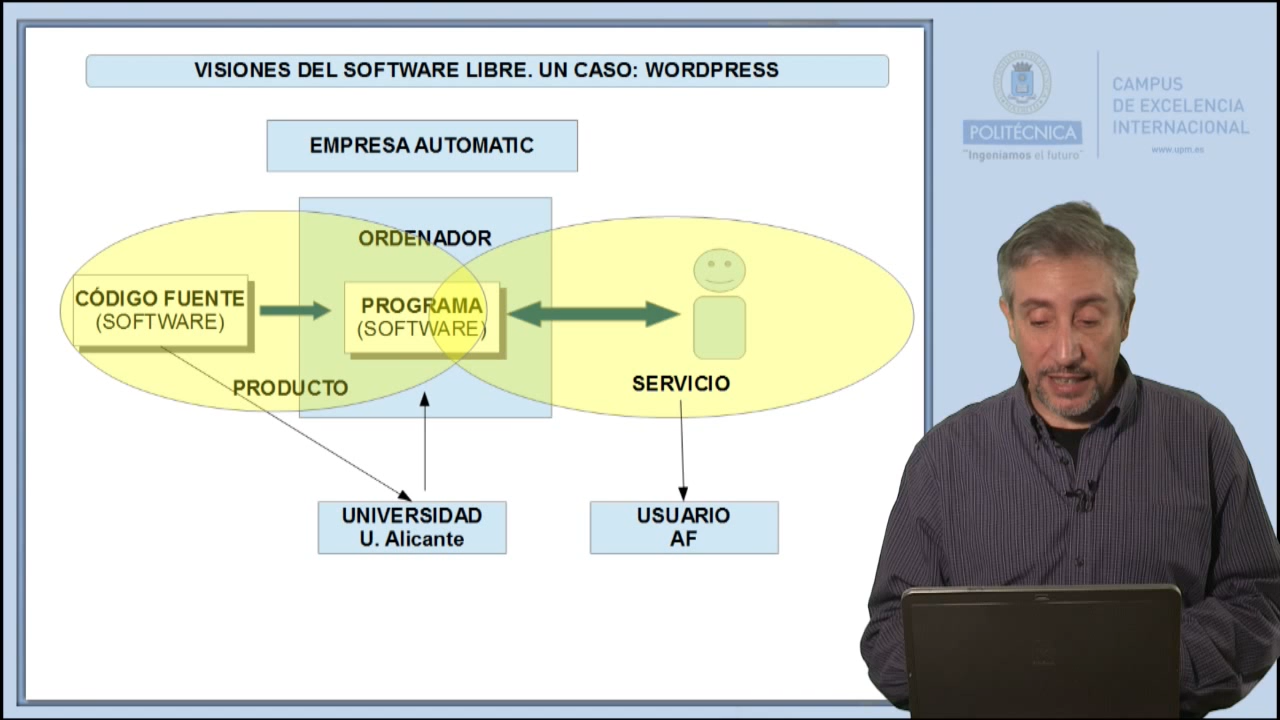 VISIONES DEL SOFTWARE LIBRE. UN CASO: WORDPRESS
EMPRESA AUTOMATIC
ORDENADOR
CÓDIGO FUENTE
(SOFTWARE)
PROGRAMA
(SOFTWARE)
PRODUCTO
SERVICIO
UNIVERSIDAD
U. Alicante
USUARIO
AF
POLITÉCNICA
"Ingeniamos el futuro"
CAMPUS
DE EXCELENCIA
INTERNACIONAL
www.upm.es